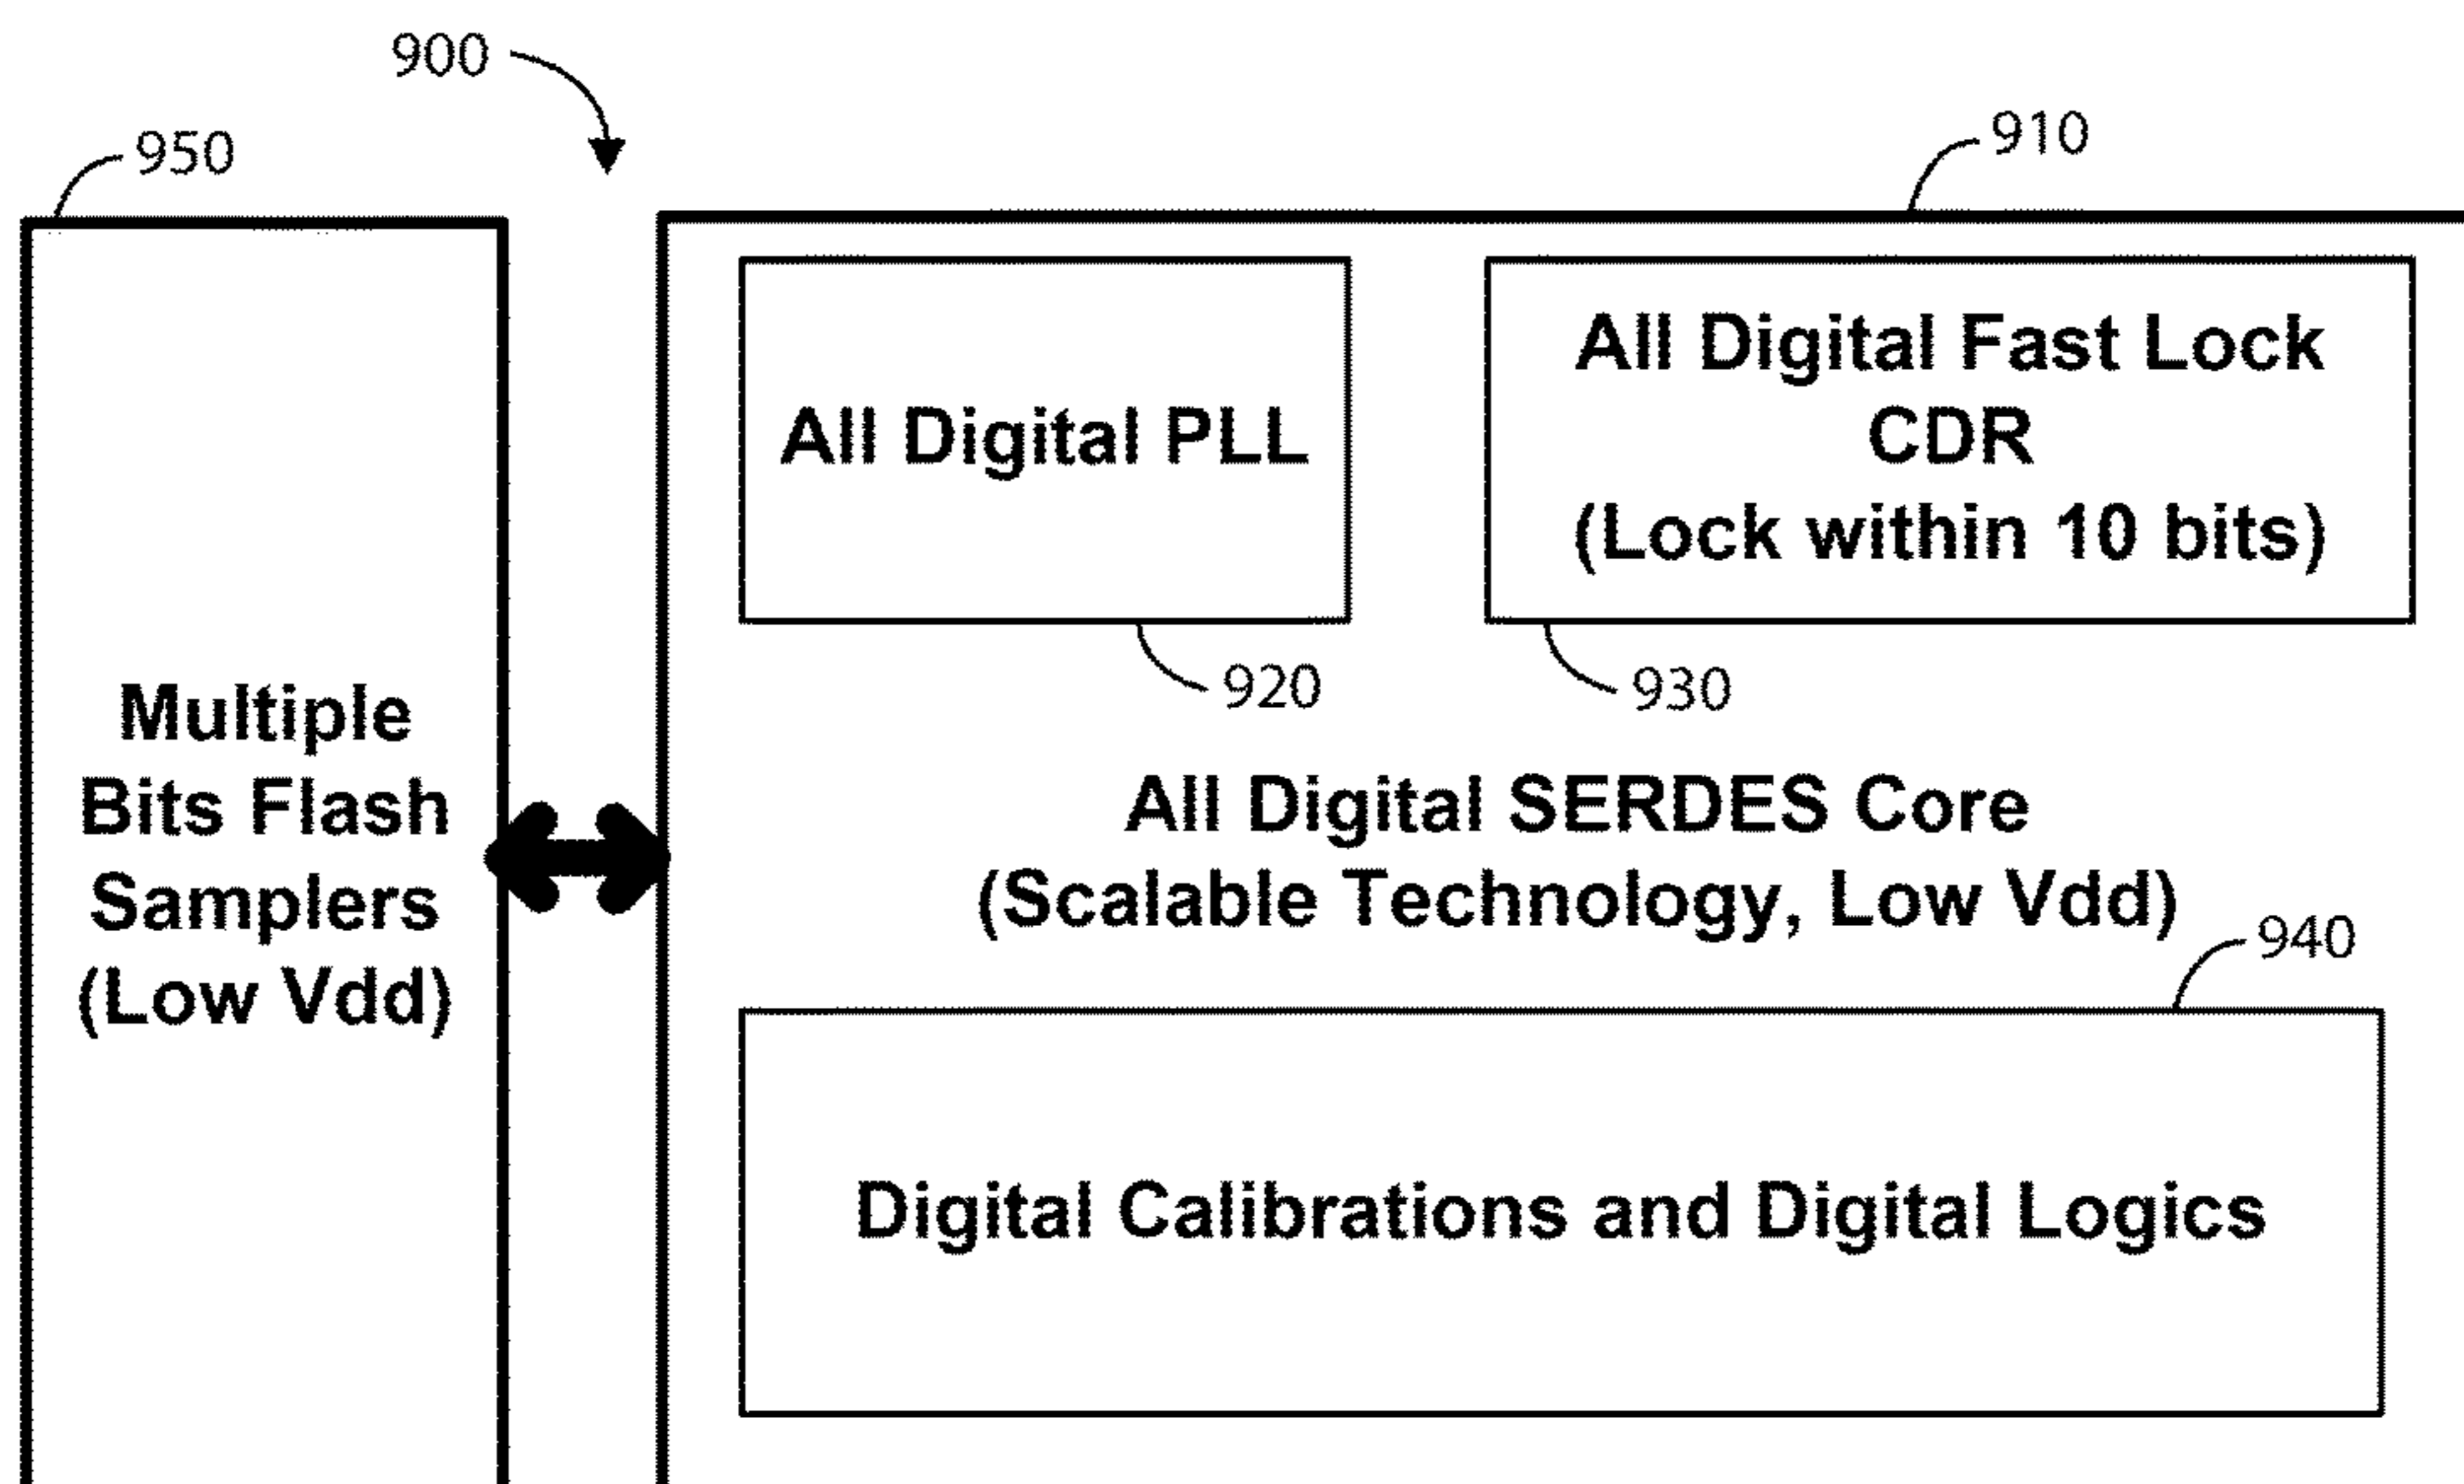 900
950
910
All Digital PLL
All Digital Fast Lock
CDR
(Lock within 10 bits)
920
930
Multiple
Bits Flash
Samplers
(Low Vdd)
All Digital SERDES Core
(Scalable Technology, Low Vdd)
940
Digital Calibrations and Digital Logics